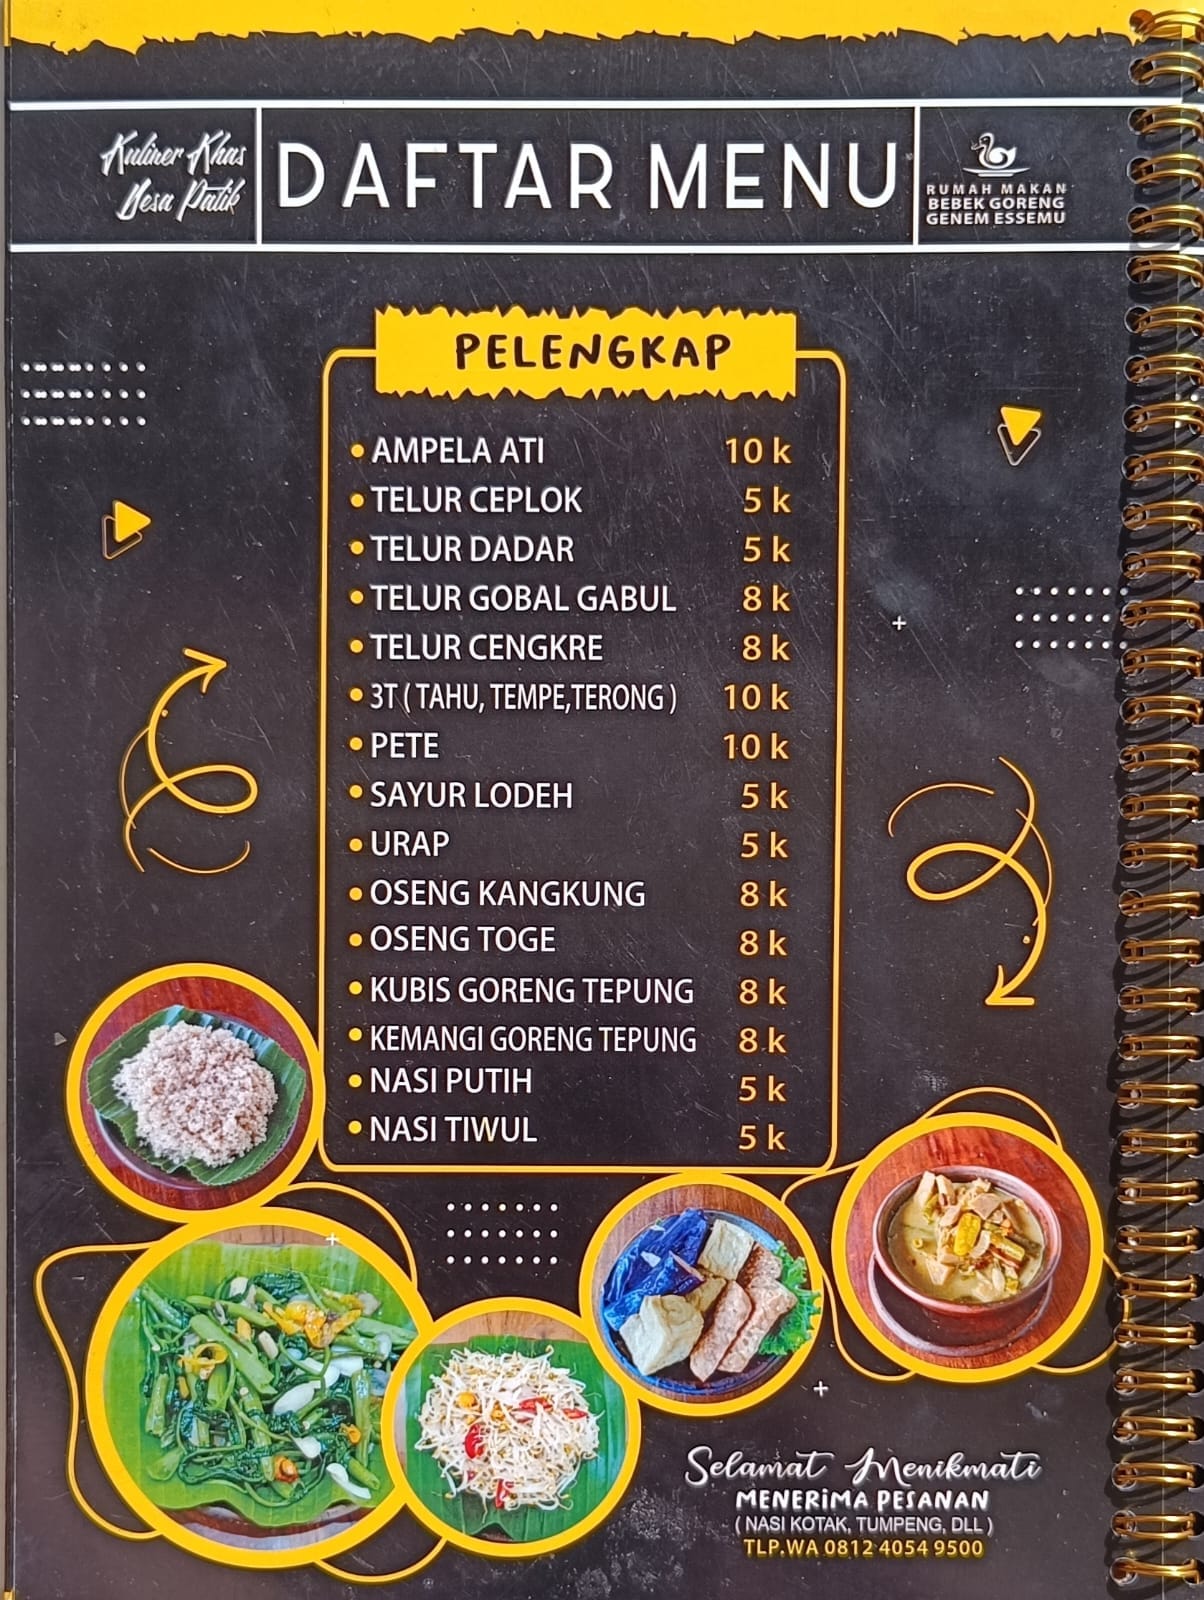 Kuliner Khas
Desa Patik
DAFTAR MENU
RUMAH MAKAN
BEBEK GORENG
GENEM ESSEMU
PELENGKAP
• AMPELA ATI 10 k
• TELUR CEPLOK 5 k
• TELUR DADAR 5 k
• TELUR GOBAL GABUL 8 k
• TELUR CENGKRE 8 k
• 3T ( TAHU, TEMPE,TERONG ) 10 k
• PETE 10 k
• SAYUR LODEH 5 k
• URAP 5 k
• OSENG KANGKUNG 8 k
• OSENG TOGE 8 k
• KUBIS GORENG TEPUNG 8 k
• KEMANGI GORENG TEPUNG 8 k
• NASI PUTIH 5 k
• NASI TIWUL 5 k
Selamat Menikmati
MENERIMA PESANAN
( NASI KOTAK, TUMPENG, DLL )
TLP.WA 0812 4054 9500